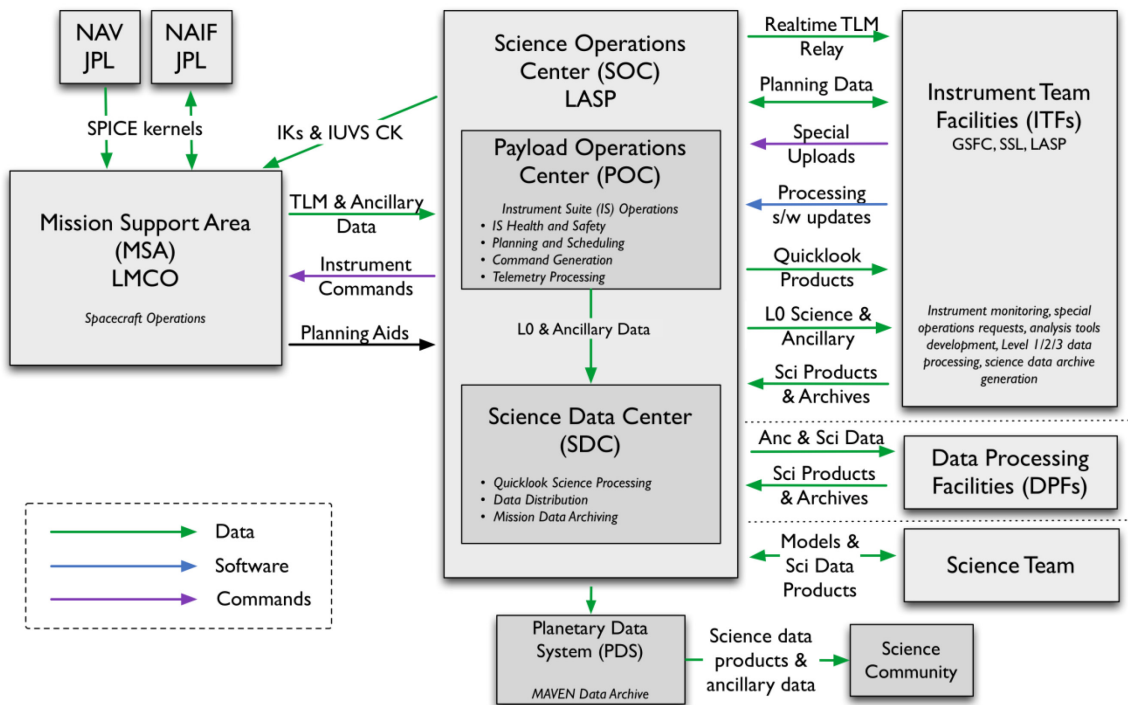 NAV
JPL
NAIF
JPL
SPICE kernels
IKs & IUVS CK
Mission Support Area
(MSA)
LMCO
Spacecraft Operations
TLM & Ancillary
Data
Instrument
Commands
Planning Aids
Science Operations
Center (SOC)
LASP
Payload Operations
Center (POC)
Instrument Suite (IS) Operations
• IS Health and Safety
• Planning and Scheduling
• Command Generation
• Telemetry Processing
L0 & Ancillary Data
Science Data Center
(SDC)
• Quicklook Science Processing
• Data Distribution
• Mission Data Archiving
Realtime TLM
Relay
Planning Data
Special
Uploads
Processing
s/w updates
Quicklook
Products
L0 Science &
Ancillary
Sci Products
& Archives
Instrument Team
Facilities (ITFs)
GSFC, SSL, LASP
Instrument monitoring, special
operations requests, analysis tools
development, Level 1/2/3 data
processing, science data archive
generation
Anc & Sci Data
Sci Products
& Archives
Data Processing
Facilities (DPFs)
Models &
Sci Data
Products
Science Team
Data
Software
Commands
Planetary Data
System (PDS)
MAVEN Data Archive
Science data
products &
ancillary data
Science
Community